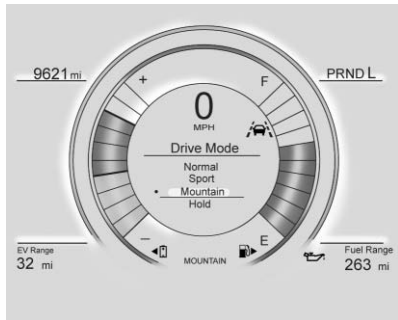 9621 mi
PRND L
+
F
0
MPH
Drive Mode
Normal
Sport
• Mountain
Hold
−
E
EV Range
32 mi
MOUNTAIN
Fuel Range
263 mi